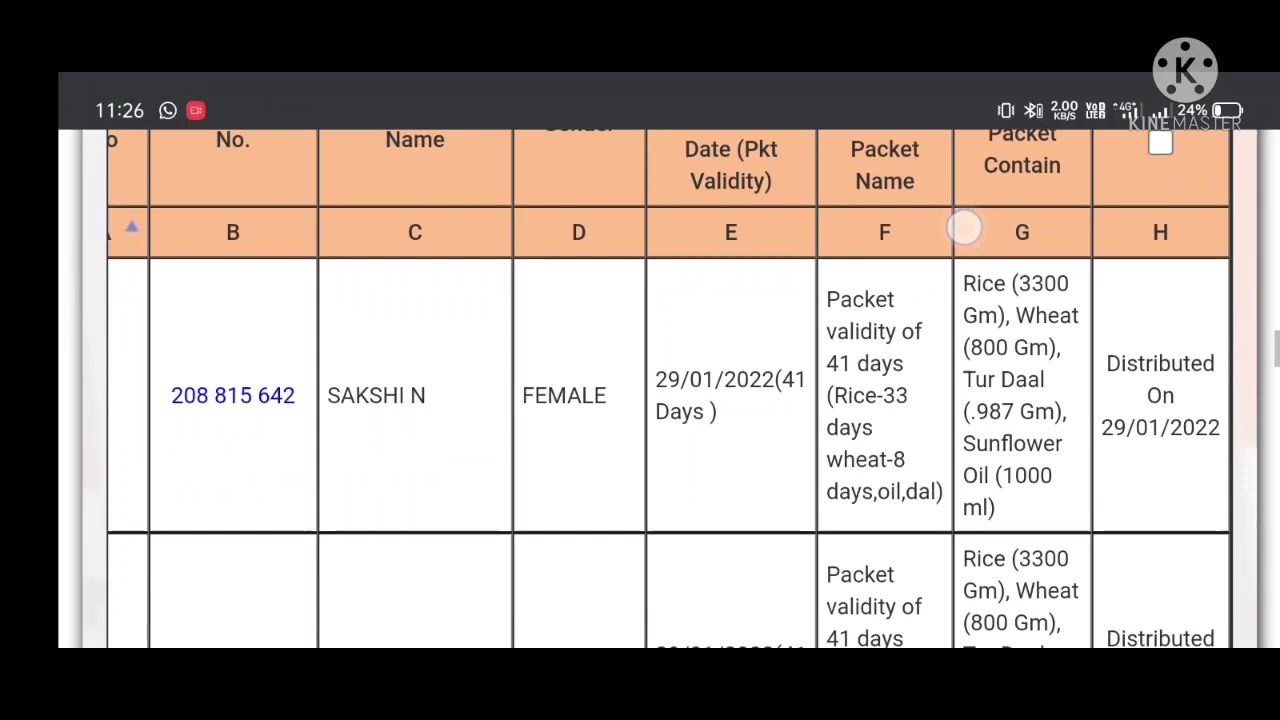 11:26
2.00
KB/S
VoD
LTED
4G+
24%
K
KINEMASTER
No.
Name
Date (Pkt
Validity)
Packet
Name
Packet
Contain
B
C
D
E
F
G
H
208 815 642
SAKSHI N
FEMALE
29/01/2022(41
Days )
Packet
validity of
41 days
(Rice-33
days
wheat-8
days,oil,dal)
Rice (3300
Gm), Wheat
(800 Gm),
Tur Daal
(.987 Gm),
Sunflower
Oil (1000
ml)
Distributed
On
29/01/2022
Packet
validity of
41 days
Rice (3300
Gm), Wheat
(800 Gm),
Distributed